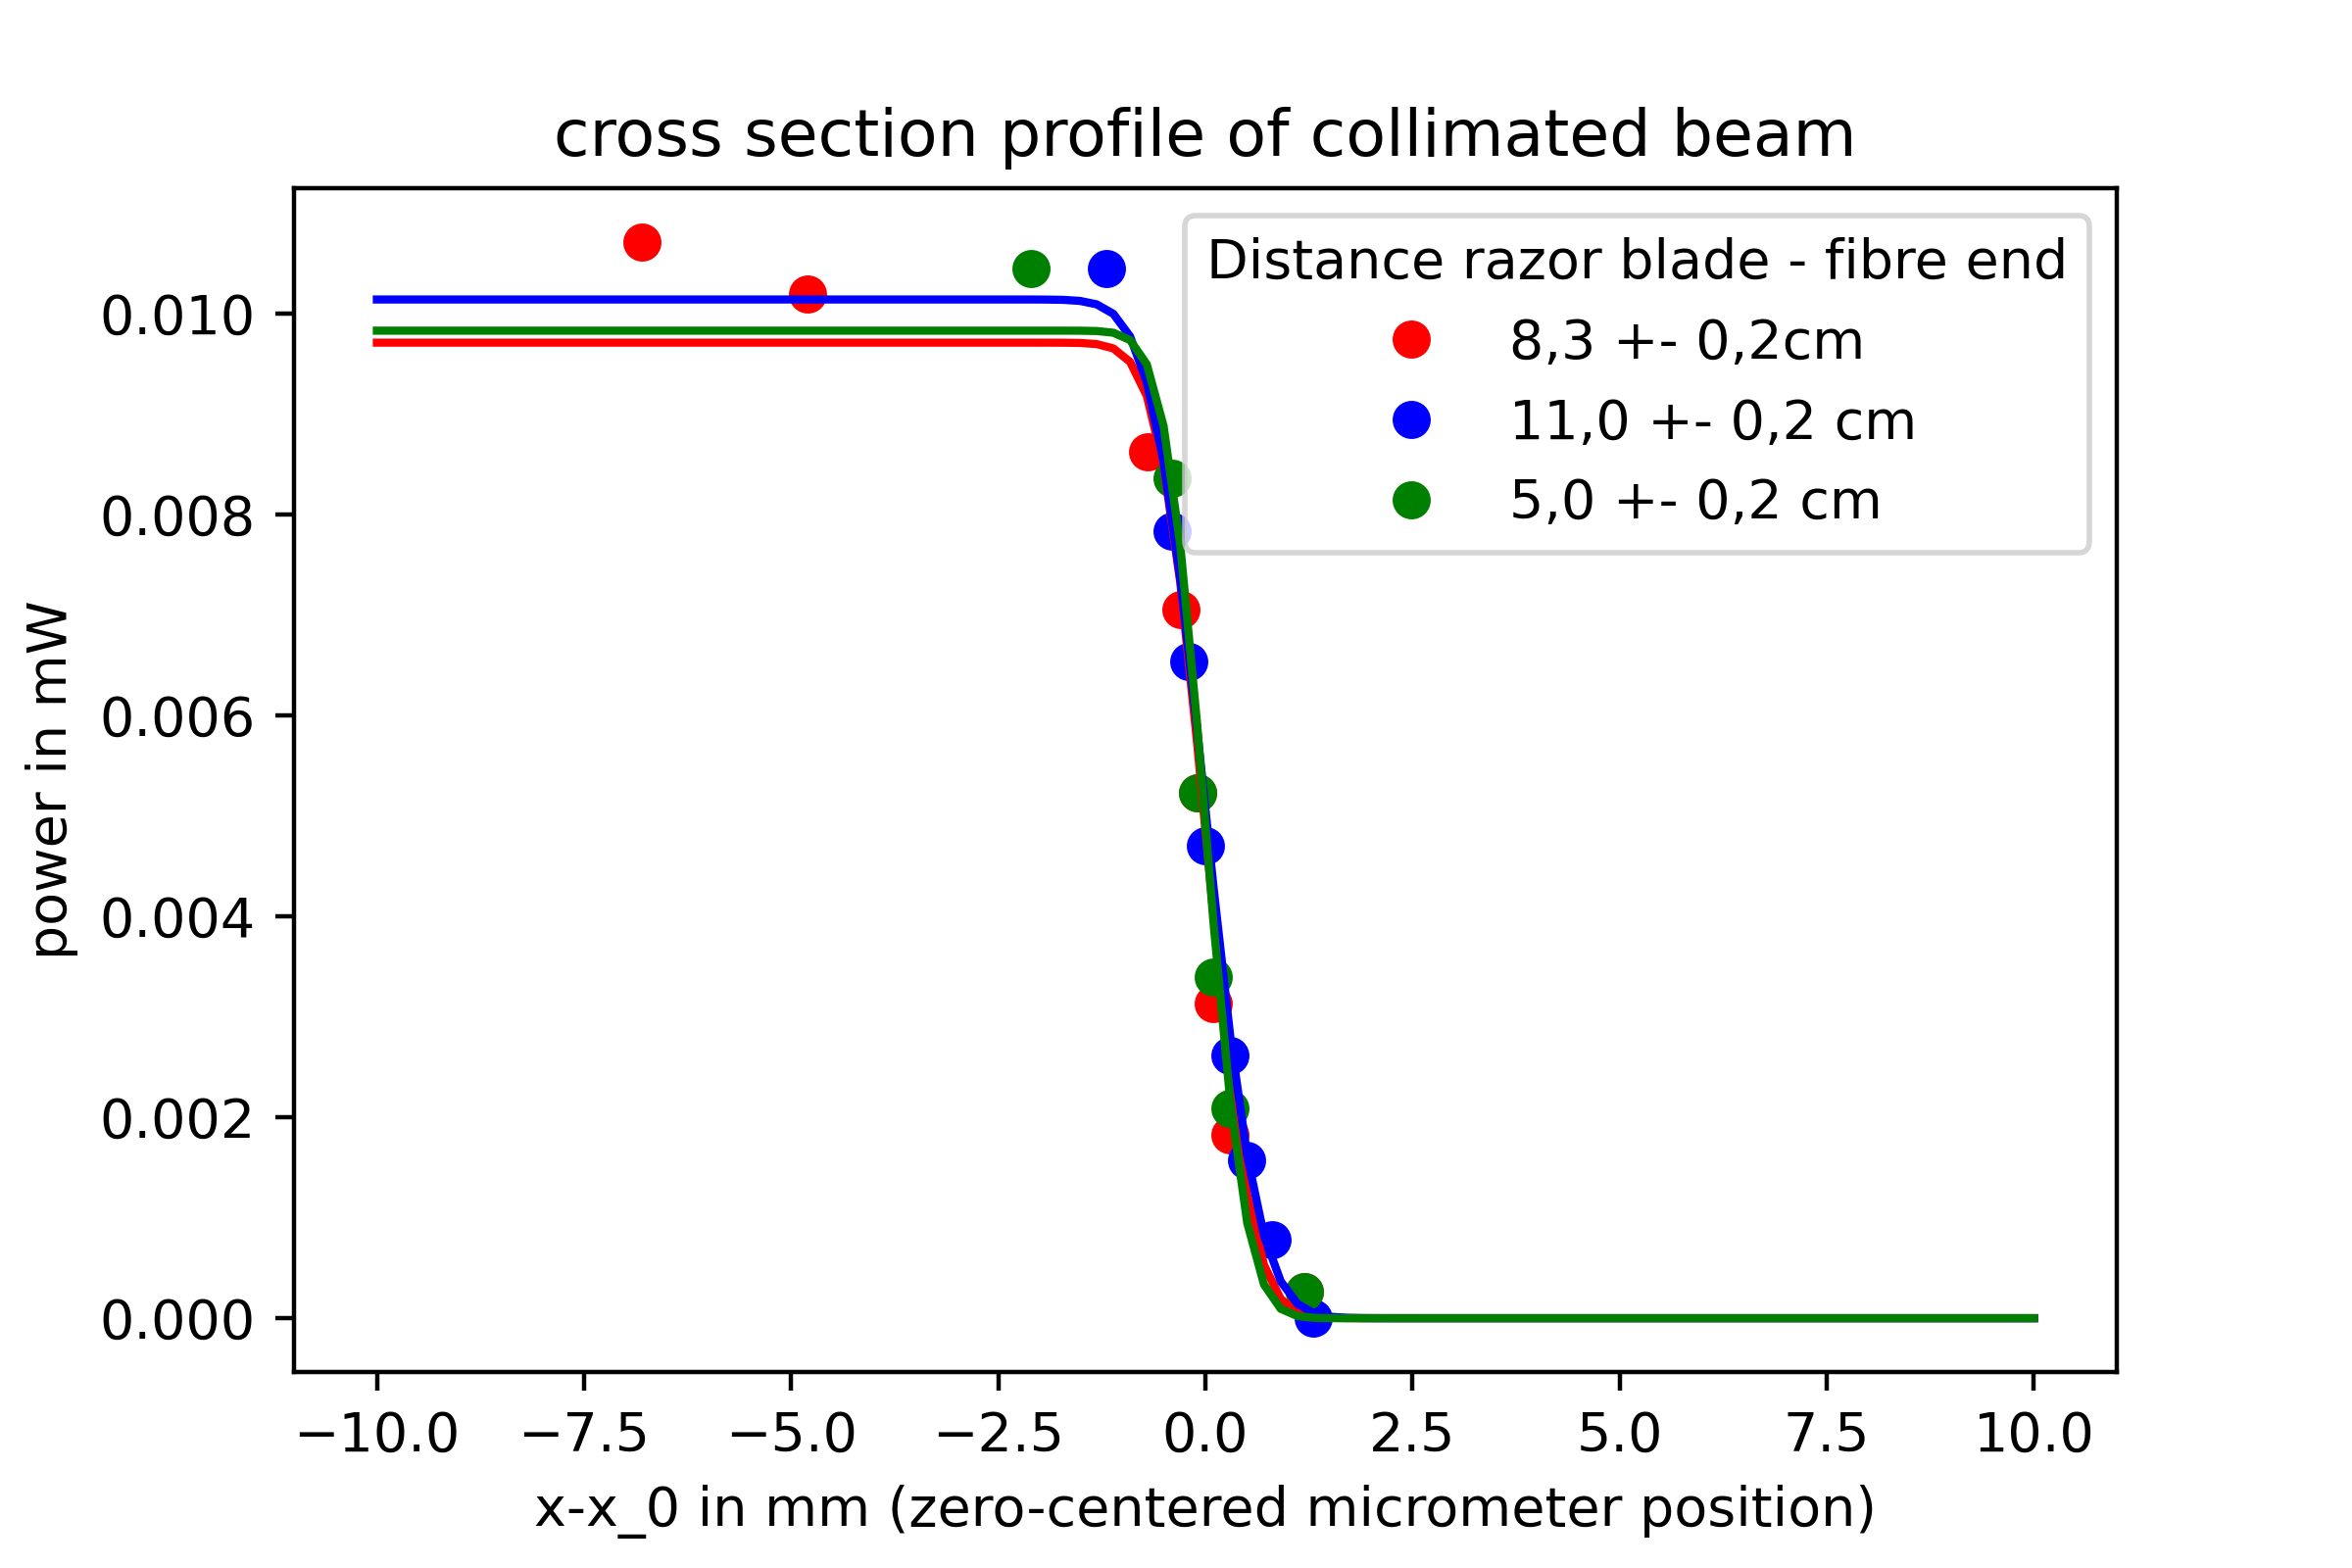 cross section profile of collimated beam
Distance razor blade - fibre end
8,3 +- 0,2cm
11,0 +- 0,2 cm
5,0 +- 0,2 cm
power in mW
0.010
0.008
0.006
0.004
0.002
0.000
−10.0 −7.5 −5.0 −2.5 0.0 2.5 5.0 7.5 10.0
x-x_0 in mm (zero-centered micrometer position)